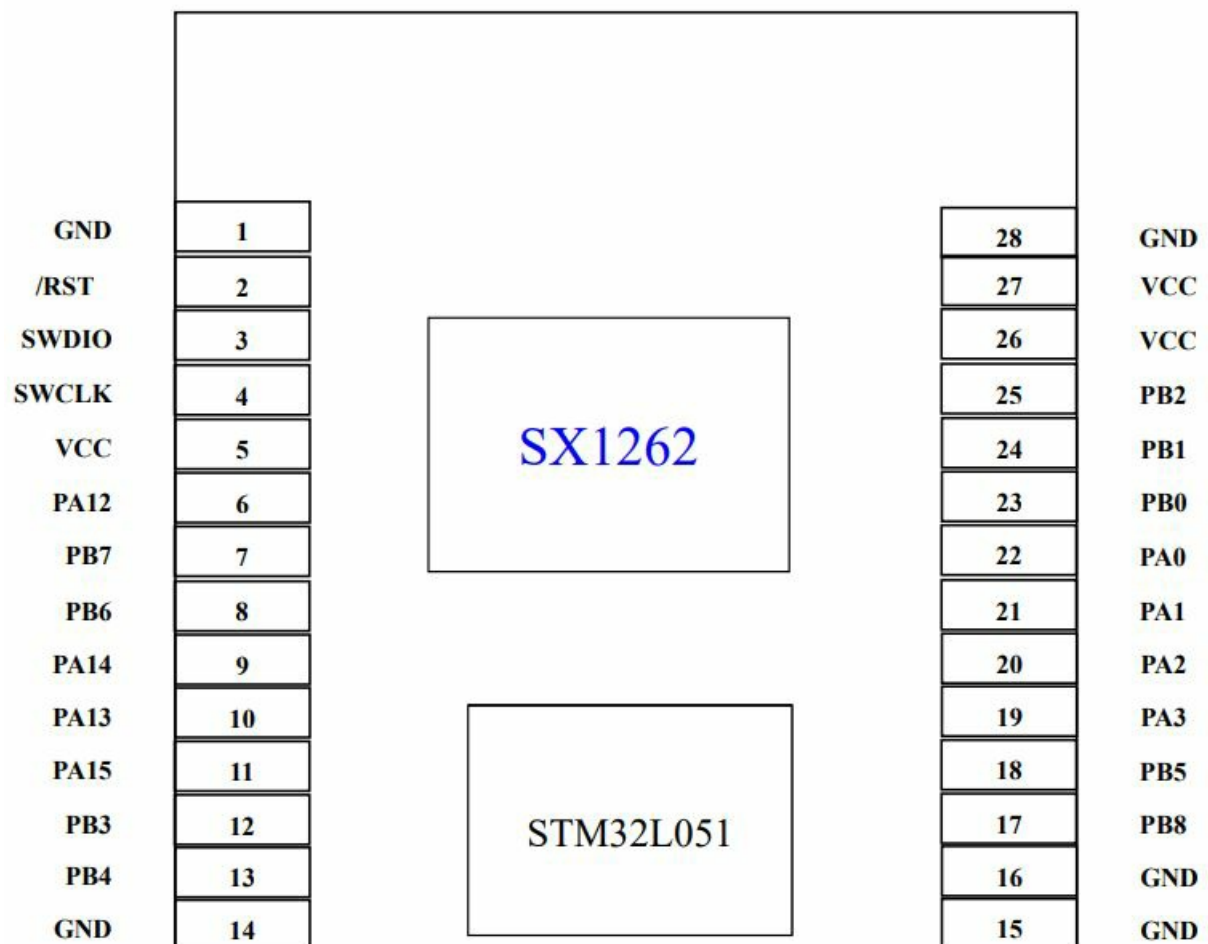 GND 1 28 GND
/RST 2 27 VCC
SWDIO 3 26 VCC
SWCLK 4 25 PB2
VCC 5 SX1262 24 PB1
PA12 6 23 PB0
PB7 7 22 PA0
PB6 8 21 PA1
PA14 9 20 PA2
PA13 10 19 PA3
PA15 11 18 PB5
PB3 12 STM32L051 17 PB8
PB4 13 16 GND
GND 14 15 GND